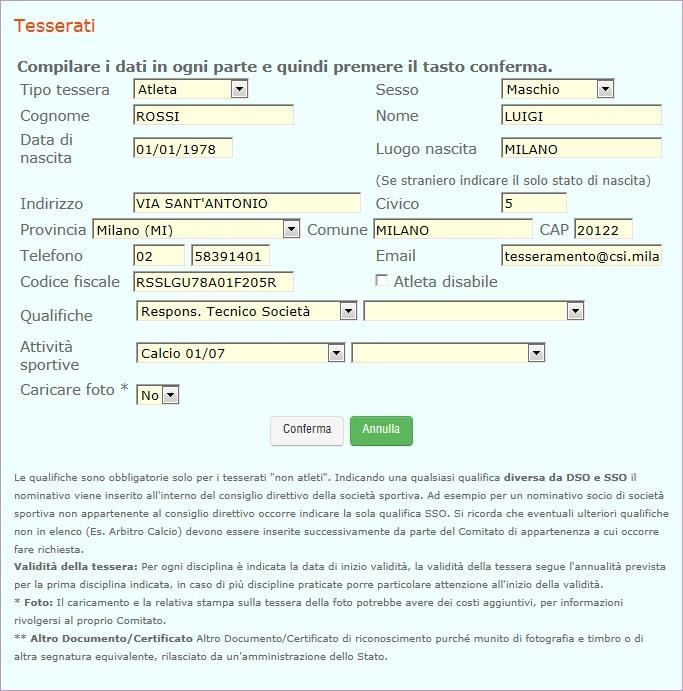 Tesserati
Compilare i dati in ogni parte e quindi premere il tasto conferma.
Tipo tessera Atleta Sesso Maschio
Cognome ROSSI Nome LUIGI
Data di nascita 01/01/1978 Luogo nascita MILANO
(Se straniero indicare il solo stato di nascita)
Indirizzo VIA SANT'ANTONIO Civico 5
Provincia Milano (MI) Comune MILANO CAP 20122
Telefono 02 58391401 Email tesseramento@csi.mila
Codice fiscale RSSLGU78A01F205R Atleta disabile
Qualifiche Respons. Tecnico Società
Attività sportive Calcio 01/07
Caricare foto * No
Conferma Annulla
Le qualifiche sono obbligatorie solo per i tesserati "non atleti". Indicando una qualsiasi qualifica diversa da DSO e SSO il
nominativo viene inserito all'interno del consiglio direttivo della società sportiva. Ad esempio per un nominativo socio di società
sportiva non appartenente al consiglio direttivo occorre indicare la sola qualifica SSO. Si ricorda che eventuali ulteriori qualifiche
non in elenco (Es. Arbitro Calcio) devono essere inserite successivamente da parte del Comitato di appartenenza a cui occorre
fare richiesta.
Validità della tessera: Per ogni disciplina è indicata la data di inizio validità, la validità della tessera segue l'annualità prevista
per la prima disciplina indicata, in caso di più discipline praticate porre particolare attenzione all'inizio della validità.
* Foto: Il caricamento e la relativa stampa sulla tessera della foto potrebbe avere dei costi aggiuntivi, per informazioni
rivolgersi al proprio Comitato.
** Altro Documento/Certificato Altro Documento/Certificato di riconoscimento purché munito di fotografia e timbro o di
altra segnatura equivalente, rilasciato da un'amministrazione dello Stato.